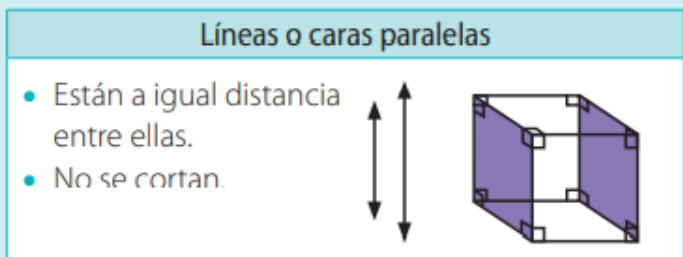 Líneas o caras paralelas
• Están a igual distancia
entre ellas.
• No se cortan.